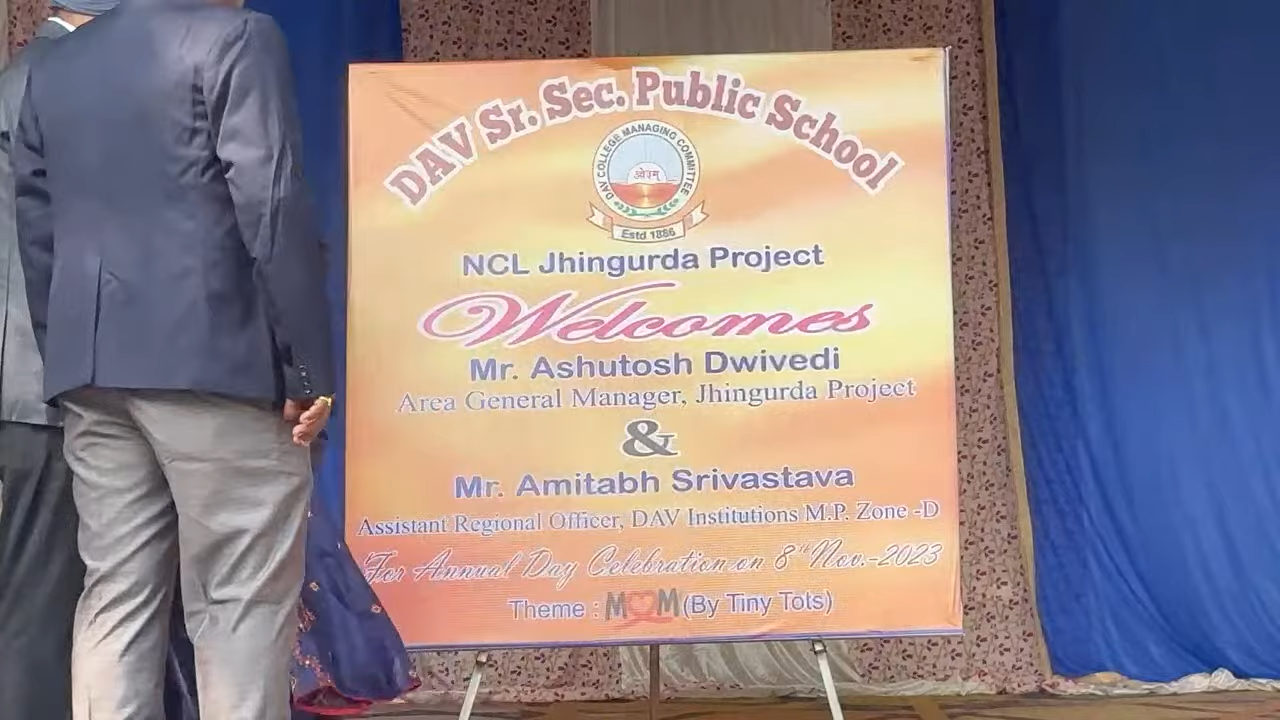 DAV Sr. Sec. Public School
DAV COLLEGE MANAGING COMMITTEE
ओ३म्
Estd 1886
NCL Jhingurda Project
Welcomes
Mr. Ashutosh Dwivedi
Area General Manager, Jhingurda Project
&
Mr. Amitabh Srivastava
Assistant Regional Officer, DAV Institutions M.P. Zone -D
For Annual Day Celebration on 8th Nov.-2023
Theme : MOM (By Tiny Tots)